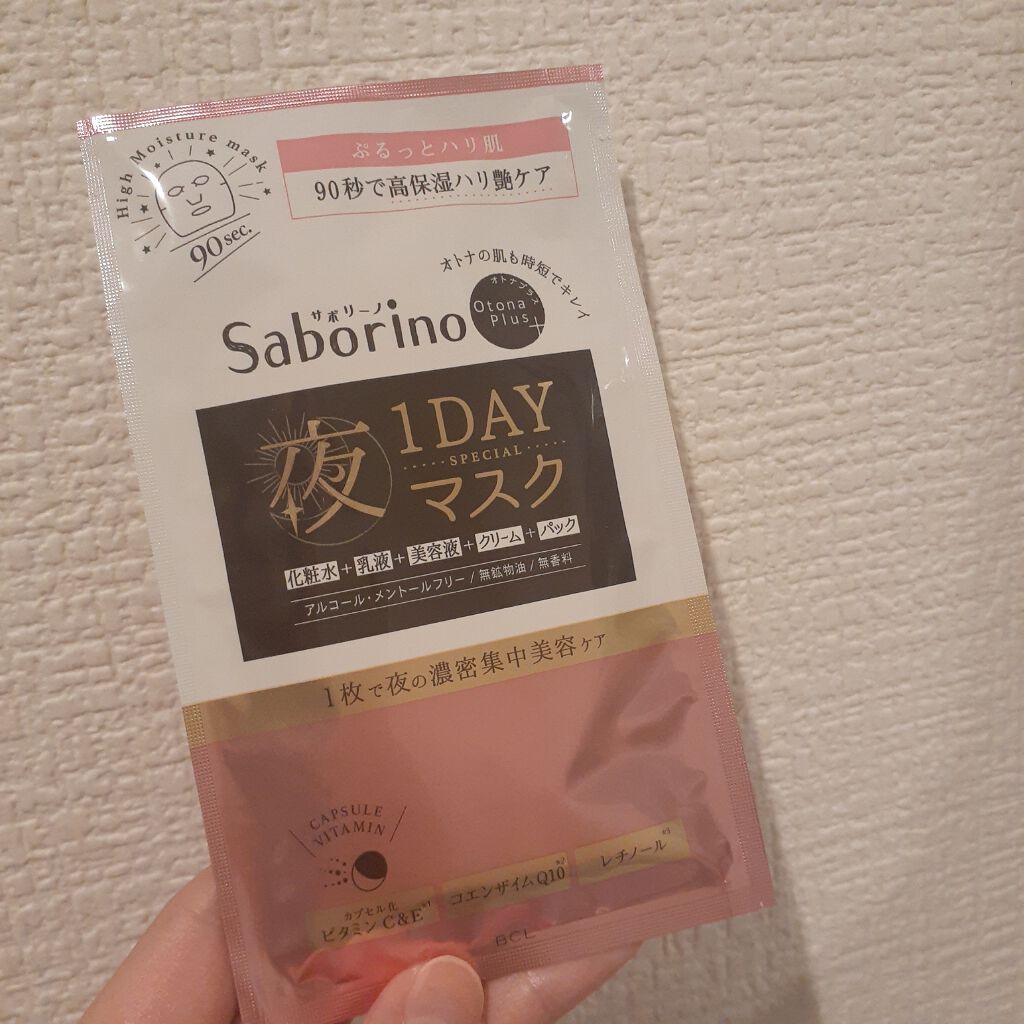 High Moisture mask
90 sec.
ぷるっとハリ肌
90秒で高保湿ハリ艶ケア
オトナの肌も時短でキレイ
サボリーノ
Saborino
オトナプラス
Otona
Plus+
夜
1DAY
SPECIAL
マスク
化粧水+乳液+美容液+クリーム+パック
アルコール・メントールフリー / 無鉱物油 / 無香料
1枚で夜の濃密集中美容ケア
CAPSULE
VITAMIN
カプセル化
ビタミンC&E※1
コエンザイムQ10※2
レチノール※3
BCL